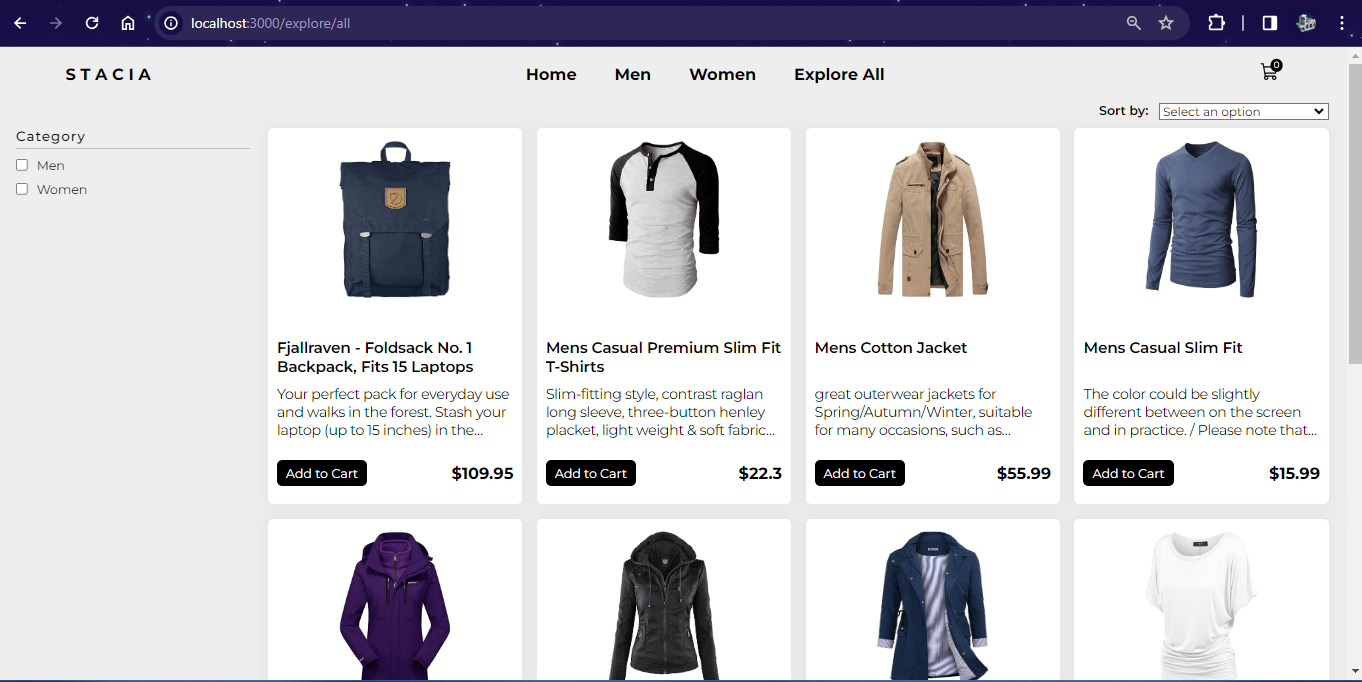 localhost:3000/explore/all
STACIA
Home Men Women Explore All
0
Sort by: Select an option
Category
Men
Women
Fjallraven - Foldsack No. 1
Backpack, Fits 15 Laptops
Your perfect pack for everyday use
and walks in the forest. Stash your
laptop (up to 15 inches) in the...
Add to Cart $109.95
Mens Casual Premium Slim Fit
T-Shirts
Slim-fitting style, contrast raglan
long sleeve, three-button henley
placket, light weight & soft fabric...
Add to Cart $22.3
Mens Cotton Jacket
great outerwear jackets for
Spring/Autumn/Winter, suitable
for many occasions, such as...
Add to Cart $55.99
Mens Casual Slim Fit
The color could be slightly
different between on the screen
and in practice. / Please note that...
Add to Cart $15.99